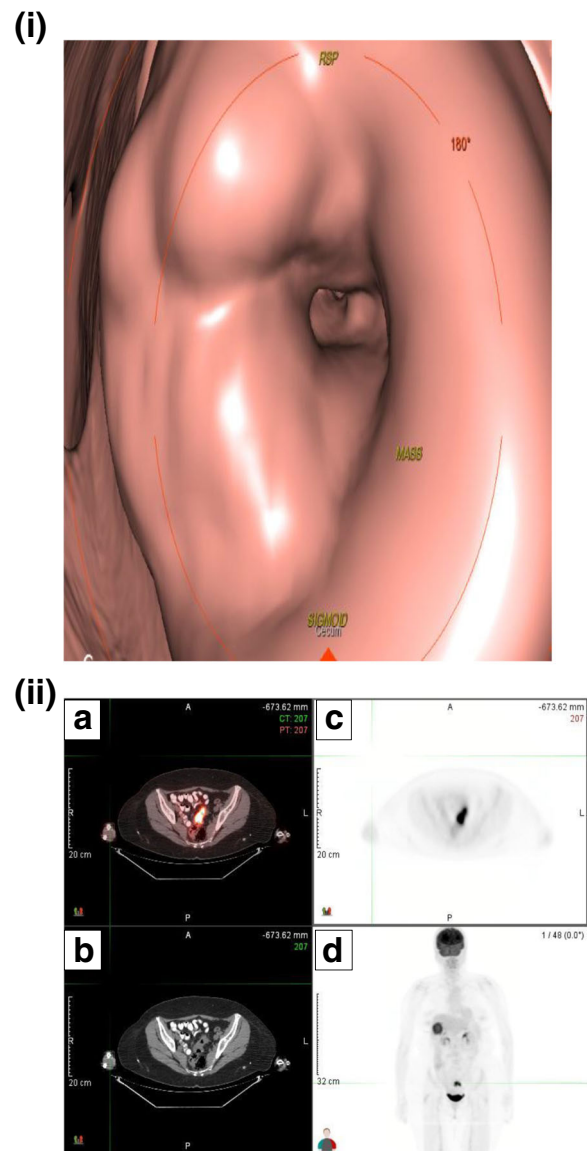 (i)
RSP
180°
MASS
SIGMOID
Cecum
(ii)
a
A
-673.62 mm
CT: 207
PT: 207
R
L
20 cm
P
c
A
-673.62 mm
207
R
L
20 cm
P
b
A
-673.62 mm
207
R
L
20 cm
P
d
1 / 48 (0.0°)
32 cm